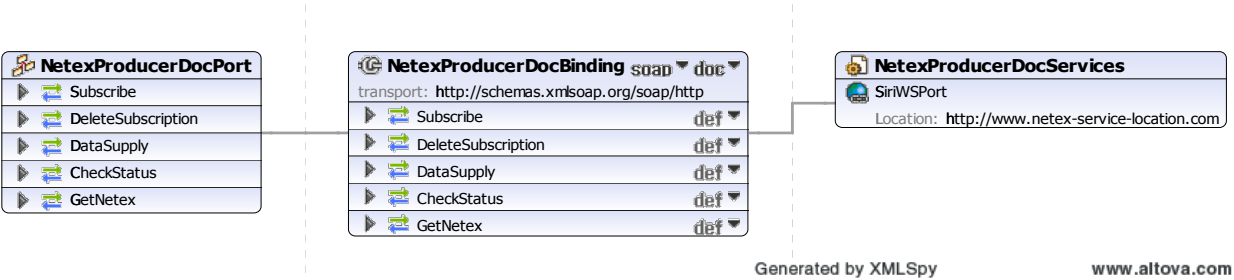 NetexProducerDocPort
Subscribe
DeleteSubscription
DataSupply
CheckStatus
GetNetex
NetexProducerDocBinding soap doc
transport: http://schemas.xmlsoap.org/soap/http
Subscribe def
DeleteSubscription def
DataSupply def
CheckStatus def
GetNetex def
NetexProducerDocServices
SiriWSPort
Location: http://www.netex-service-location.com
Generated by XMLSpy www.altova.com